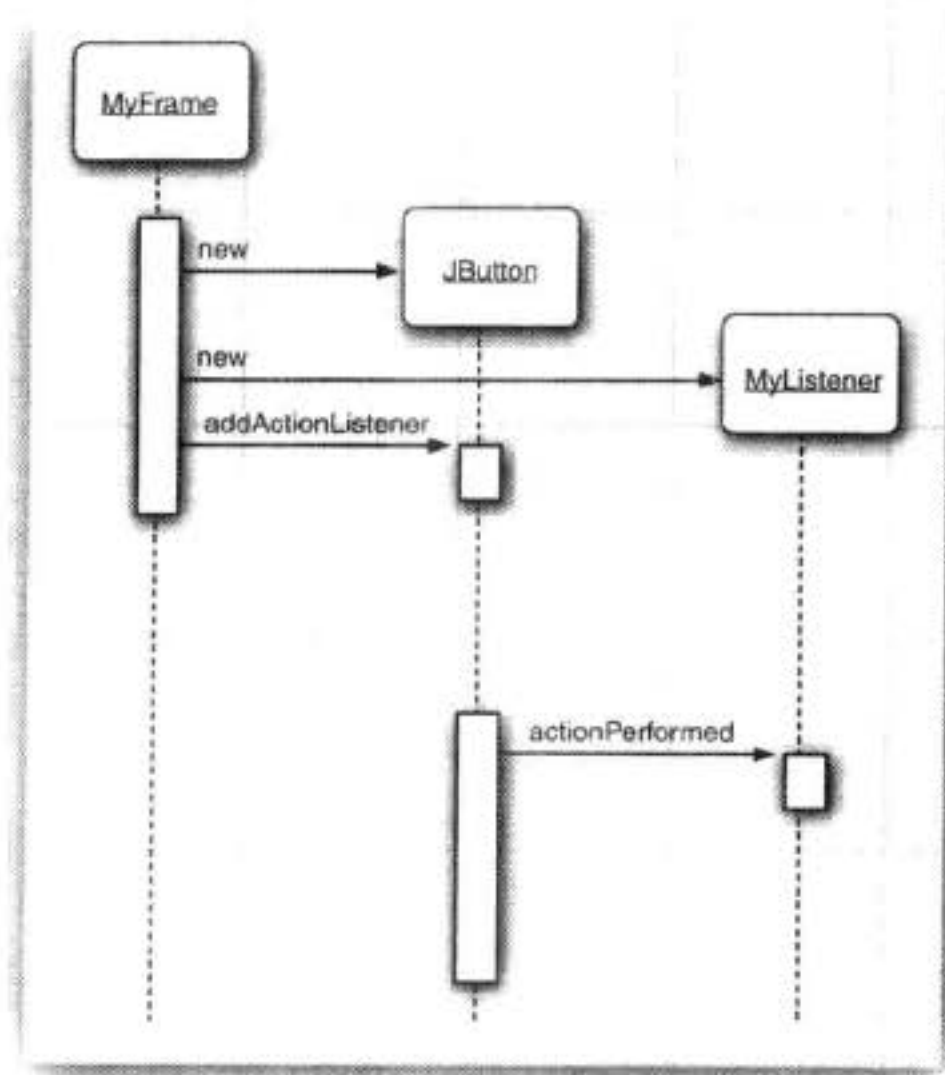 MyFrame
new
JButton
new
MyListener
addActionListener
actionPerformed